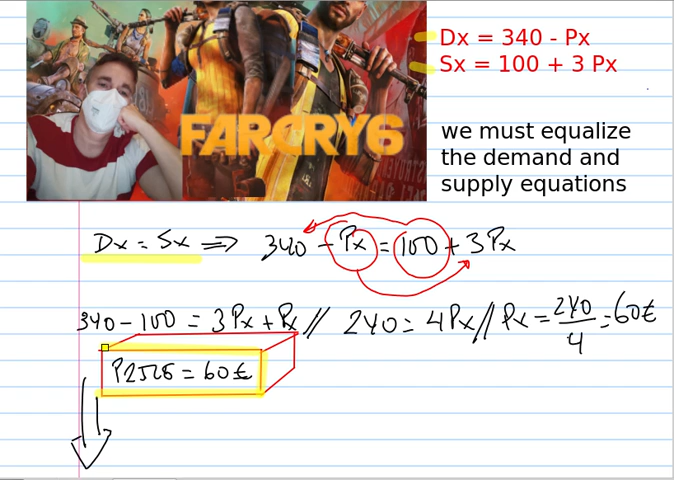 Dx = 340 - Px
Sx = 100 + 3 Px
we must equalize
the demand and
supply equations
FARCRY6
Dx = Sx => 340 - Px = 100 + 3Px
340 - 100 = 3Px + Px // 240 = 4Px // Px = 240/4 = 60€
= 60€